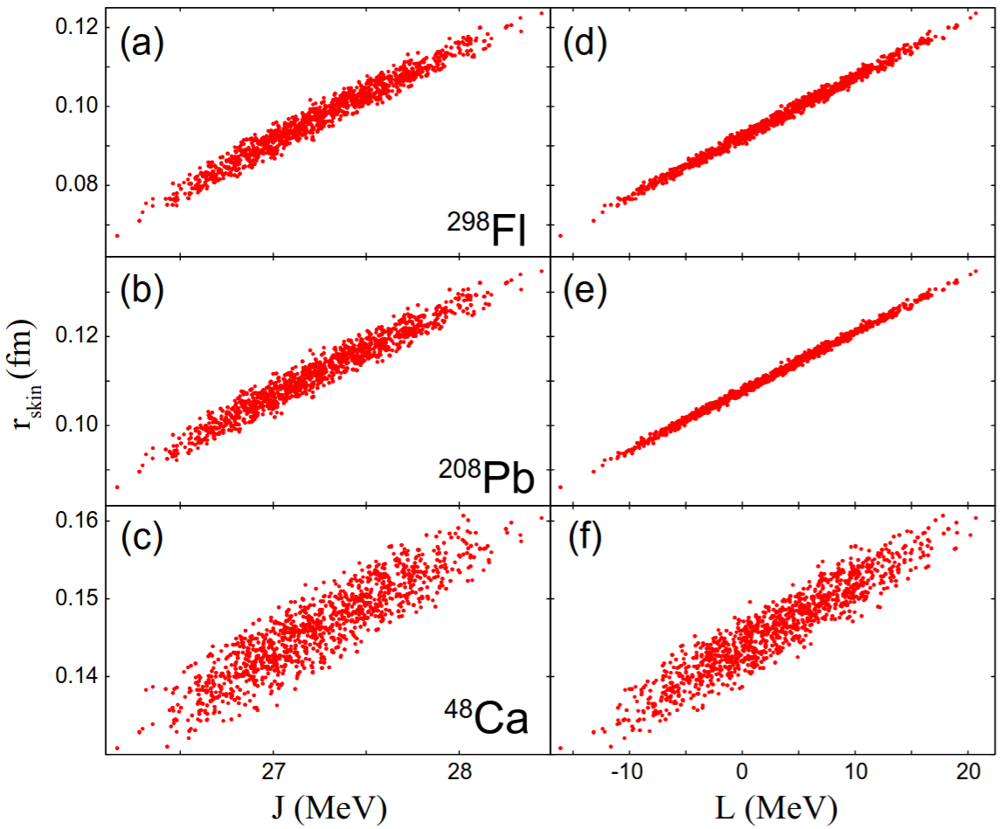 (a)
(d)
0.12
0.10
0.08
²⁹⁸Fl
(b)
(e)
0.12
0.10
²⁰⁸Pb
r_skin (fm)
(c)
(f)
0.16
0.15
0.14
⁴⁸Ca
27 28
-10 0 10 20
J (MeV)
L (MeV)